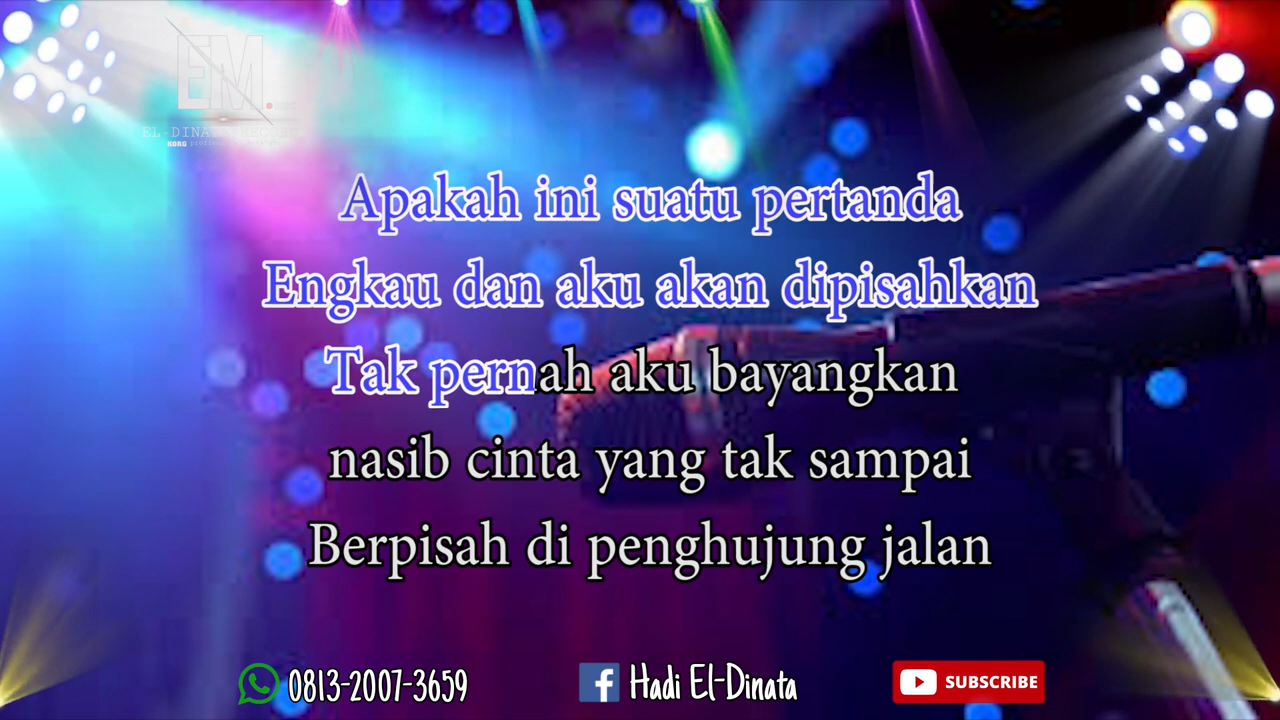 EM.
Apakah ini suatu pertanda
Engkau dan aku akan dipisahkan
Tak pernah aku bayangkan
nasib cinta yang tak sampai
Berpisah di penghujung jalan
0813-2007-3659
Hadi El-Dinata
SUBSCRIBE